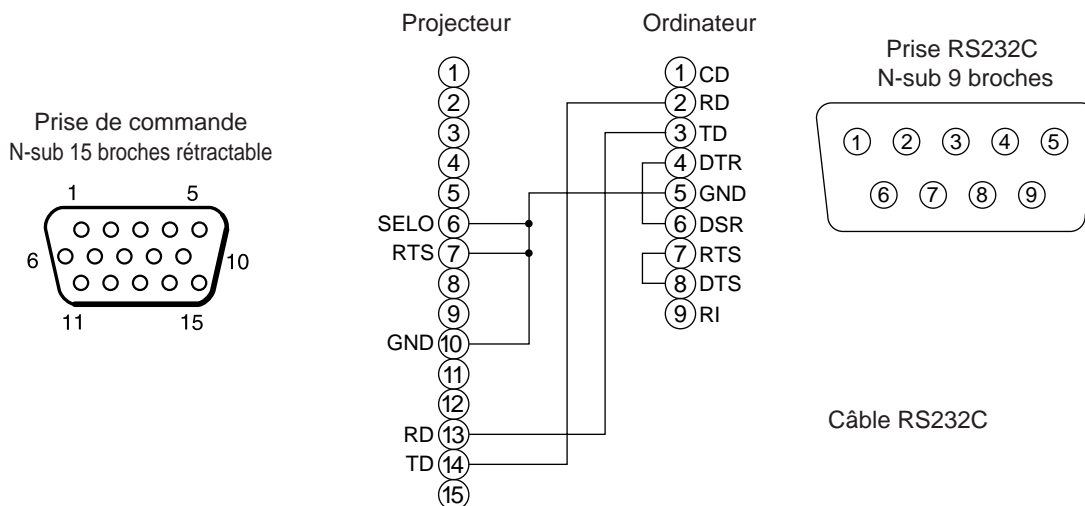 Projecteur
Ordinateur
Prise RS232C
N-sub 9 broches
Prise de commande
N-sub 15 broches rétractable
1 5
6 10
11 15
1
2
3
4
5
SELO 6
RTS 7
8
9
GND 10
11
12
RD 13
TD 14
15
1 CD
2 RD
3 TD
4 DTR
5 GND
6 DSR
7 RTS
8 DTS
9 RI
1 2 3 4 5
6 7 8 9
Câble RS232C